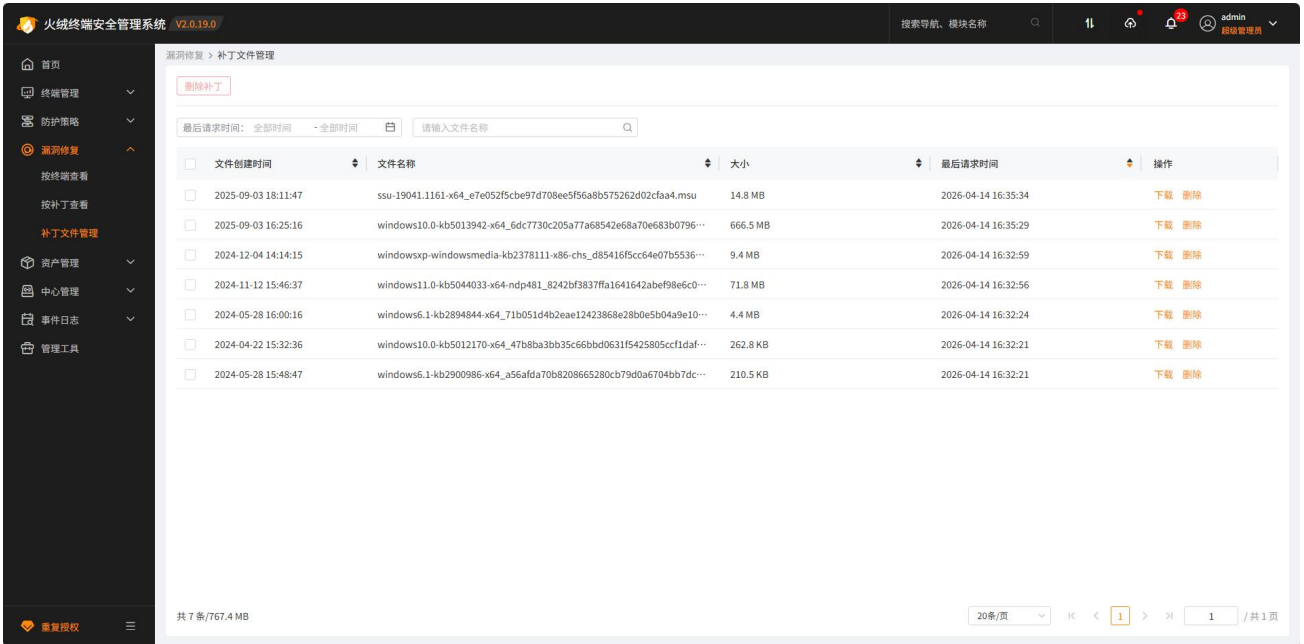 火绒终端安全管理系统 V2.0.19.0 搜索导航、模块名称 23 admin 超级管理员
首页
终端管理
防护策略
漏洞修复
按终端查看
按补丁查看
补丁文件管理
资产管理
中心管理
事件日志
管理工具
重复授权
漏洞修复 > 补丁文件管理
删除补丁
最后请求时间: 全部时间 - 全部时间 请输入文件名称
文件创建时间 文件名称 大小 最后请求时间 操作
2025-09-03 18:11:47 ssu-19041.1161-x64_e7e052f5cbe97d708ee5f56a8b575262d02cfaa4.msu 14.8 MB 2026-04-14 16:35:34 下载 删除
2025-09-03 16:25:16 windows10.0-kb5013942-x64_6dc7730c205a77a68542e68a70e683b0796··· 666.5 MB 2026-04-14 16:35:29 下载 删除
2024-12-04 14:14:15 windowsxp-windowsmedia-kb2378111-x86-chs_d85416f5cc64e07b5536··· 9.4 MB 2026-04-14 16:32:59 下载 删除
2024-11-12 15:46:37 windows11.0-kb5044033-x64-ndp481_8242bf3837ffa1641642abef98e6c0··· 71.8 MB 2026-04-14 16:32:56 下载 删除
2024-05-28 16:00:16 windows6.1-kb2894844-x64_71b051d4b2eae12423868e28b0e5b04a9e10··· 4.4 MB 2026-04-14 16:32:24 下载 删除
2024-04-22 15:32:36 windows10.0-kb5012170-x64_47b8ba3bb35c66bbd0631f5425805ccf1daf··· 262.8 KB 2026-04-14 16:32:21 下载 删除
2024-05-28 15:48:47 windows6.1-kb2900986-x64_a56afda70b8208665280cb79d0a6704bb7dc··· 210.5 KB 2026-04-14 16:32:21 下载 删除
共 7 条/767.4 MB 20条/页 1 1 / 共 1 页